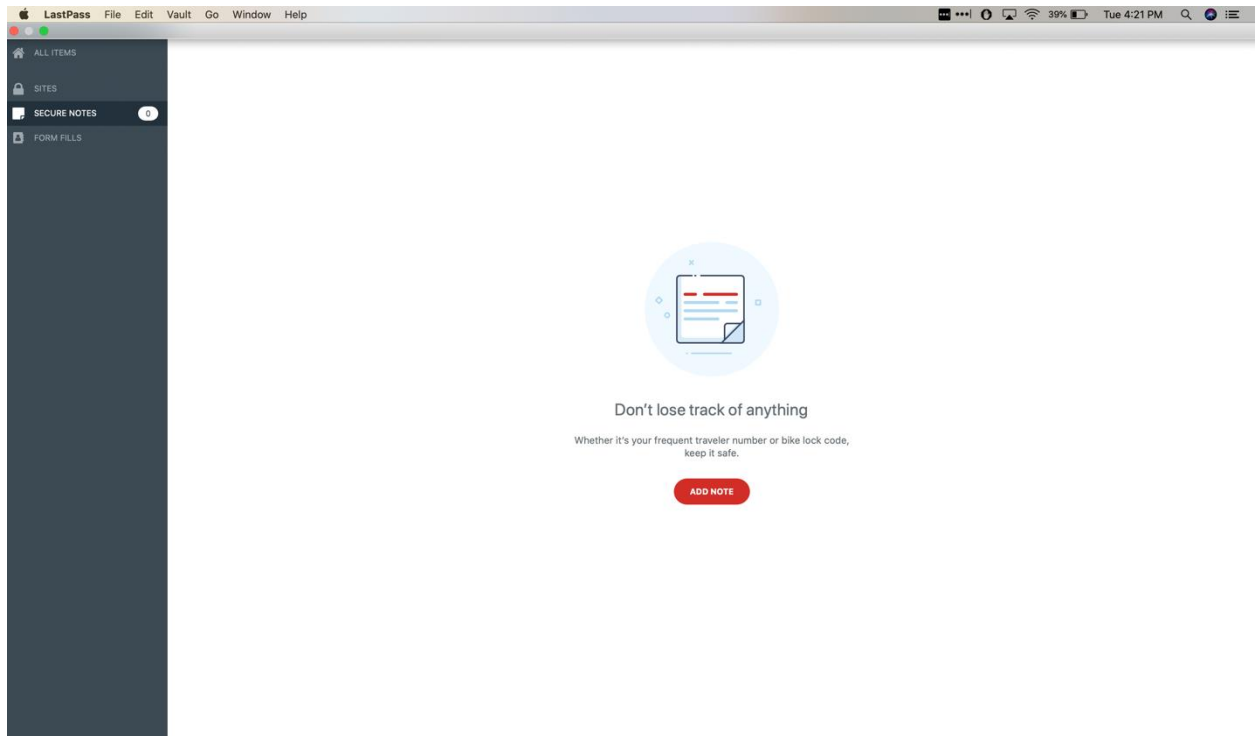 LastPass File Edit Vault Go Window Help 39% Tue 4:21 PM
ALL ITEMS
SITES
SECURE NOTES 0
FORM FILLS
Don't lose track of anything
Whether it's your frequent traveler number or bike lock code,
keep it safe.
ADD NOTE